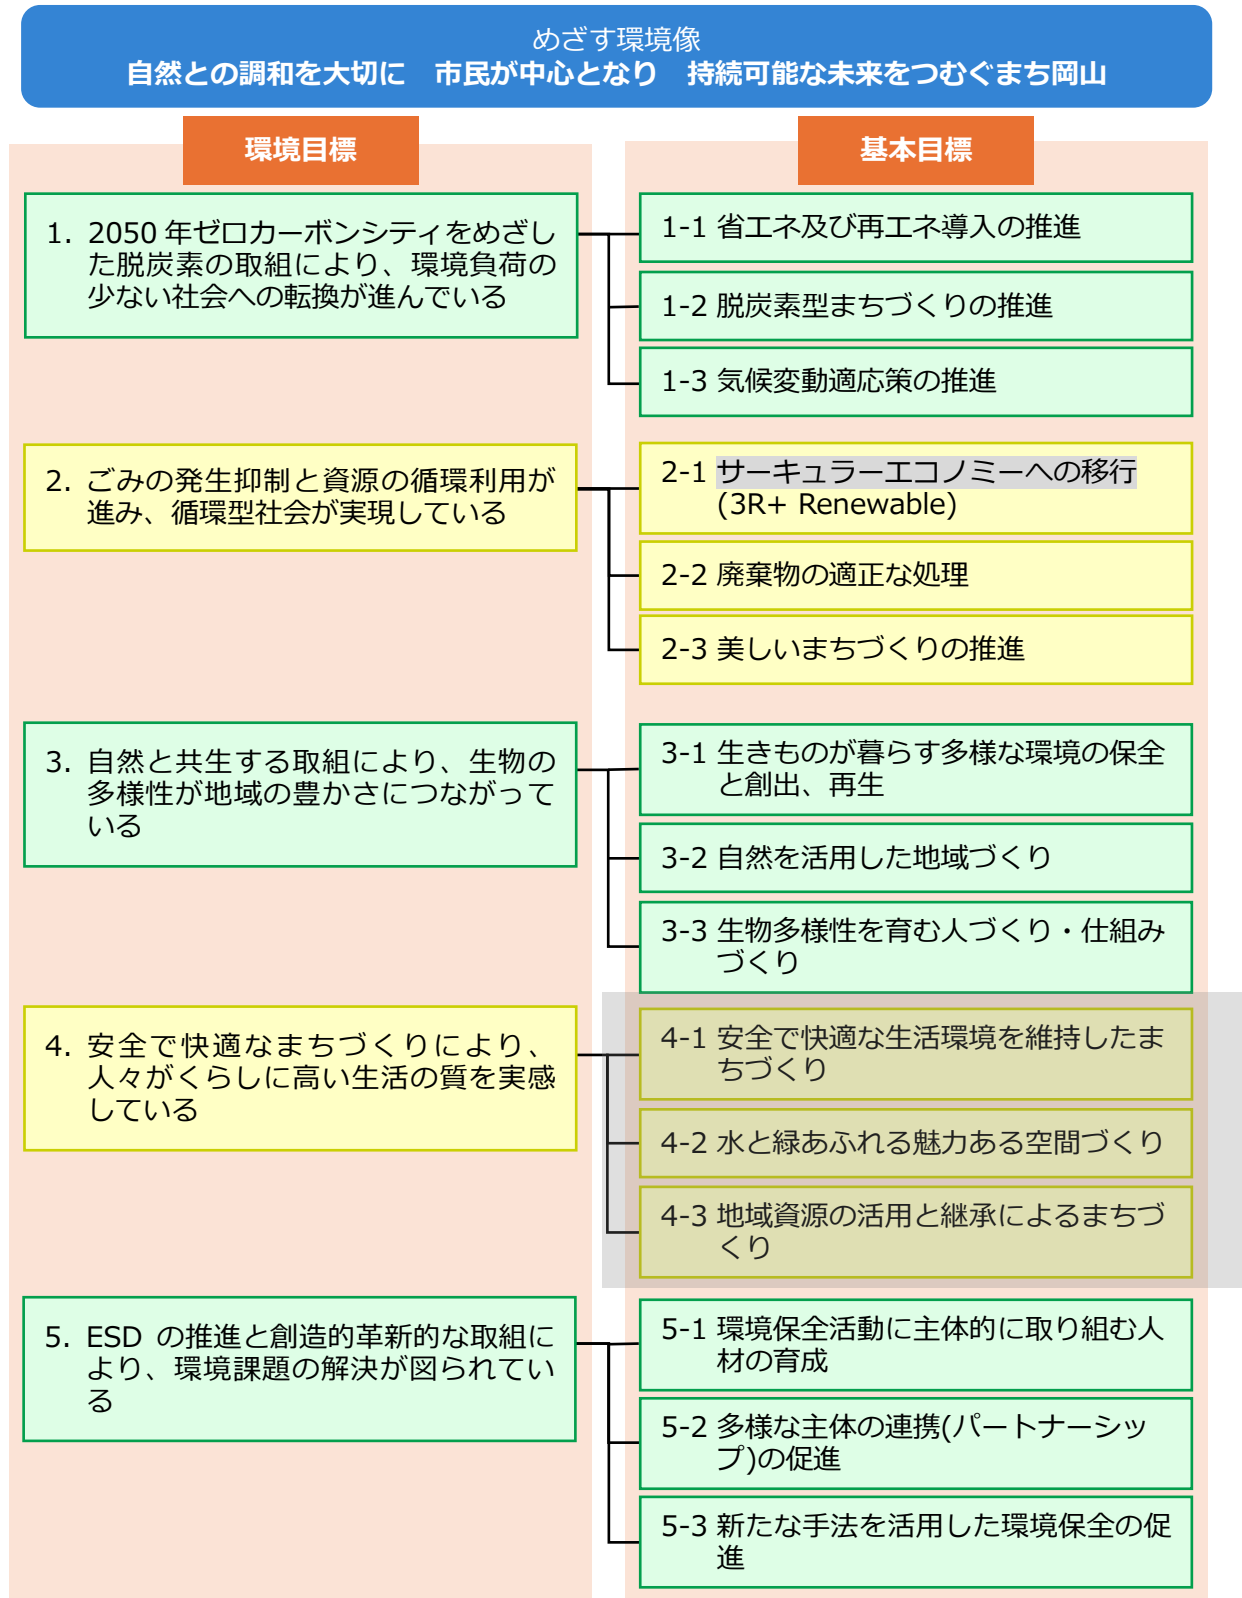 めざす環境像
自然との調和を大切に　市民が中心となり　持続可能な未来をつむぐまち岡山
環境目標
基本目標
1. 2050年ゼロカーボンシティをめざし
た脱炭素の取組により、環境負荷の
少ない社会への転換が進んでいる
1-1 省エネ及び再エネ導入の推進
1-2 脱炭素型まちづくりの推進
1-3 気候変動適応策の推進
2. ごみの発生抑制と資源の循環利用が
進み、循環型社会が実現している
2-1 サーキュラーエコノミーへの移行
(3R+ Renewable)
2-2 廃棄物の適正な処理
2-3 美しいまちづくりの推進
3. 自然と共生する取組により、生物の
多様性が地域の豊かさにつながって
いる
3-1 生きものが暮らす多様な環境の保全
と創出、再生
3-2 自然を活用した地域づくり
3-3 生物多様性を育む人づくり・仕組み
づくり
4. 安全で快適なまちづくりにより、
人々がくらしに高い生活の質を実感
している
4-1 安全で快適な生活環境を維持したま
ちづくり
4-2 水と緑あふれる魅力ある空間づくり
4-3 地域資源の活用と継承によるまちづ
くり
5. ESD の推進と創造的革新的な取組に
より、環境課題の解決が図られてい
る
5-1 環境保全活動に主体的に取り組む人
材の育成
5-2 多様な主体の連携(パートナーシッ
プ)の促進
5-3 新たな手法を活用した環境保全の促
進